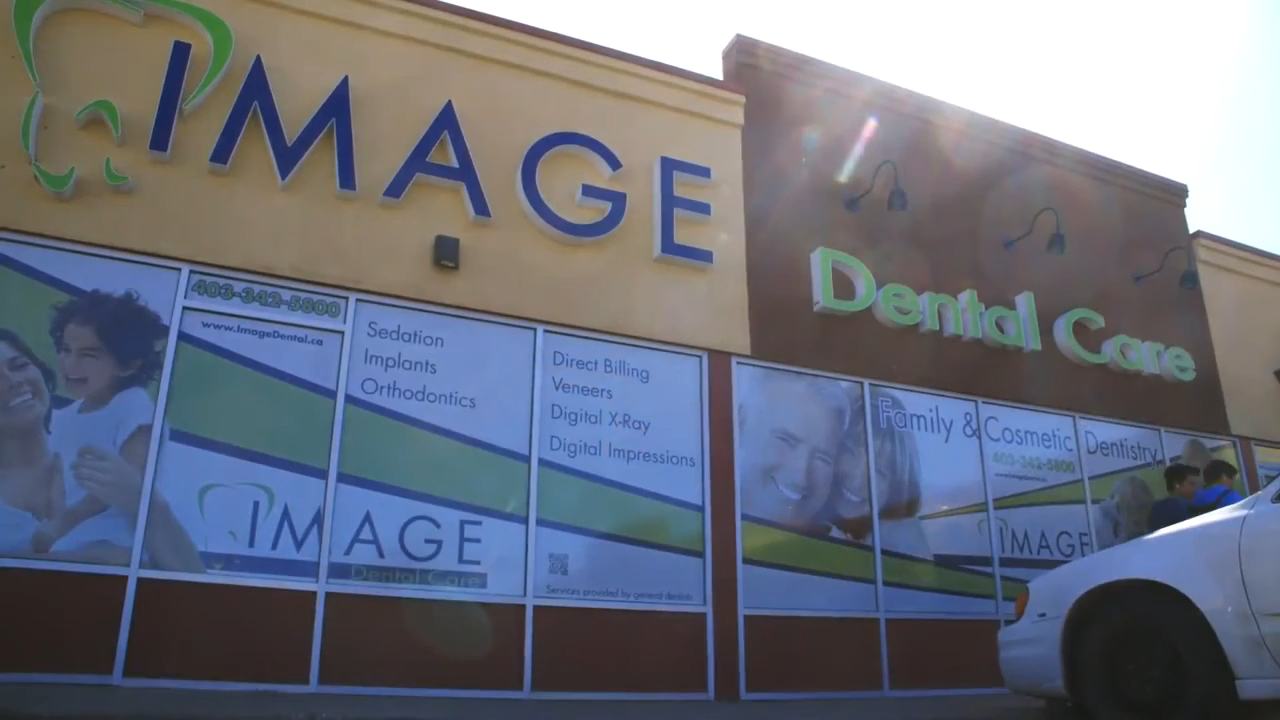 IMAGE
Dental Care
403-342-5800
www.ImageDental.ca
Sedation
Implants
Orthodontics
Direct Billing
Veneers
Digital X-Ray
Digital Impressions
IMAGE
Dental Care
Services provided by general dentists
Family & Cosmetic Dentistry
403-342-5800
IMAGE